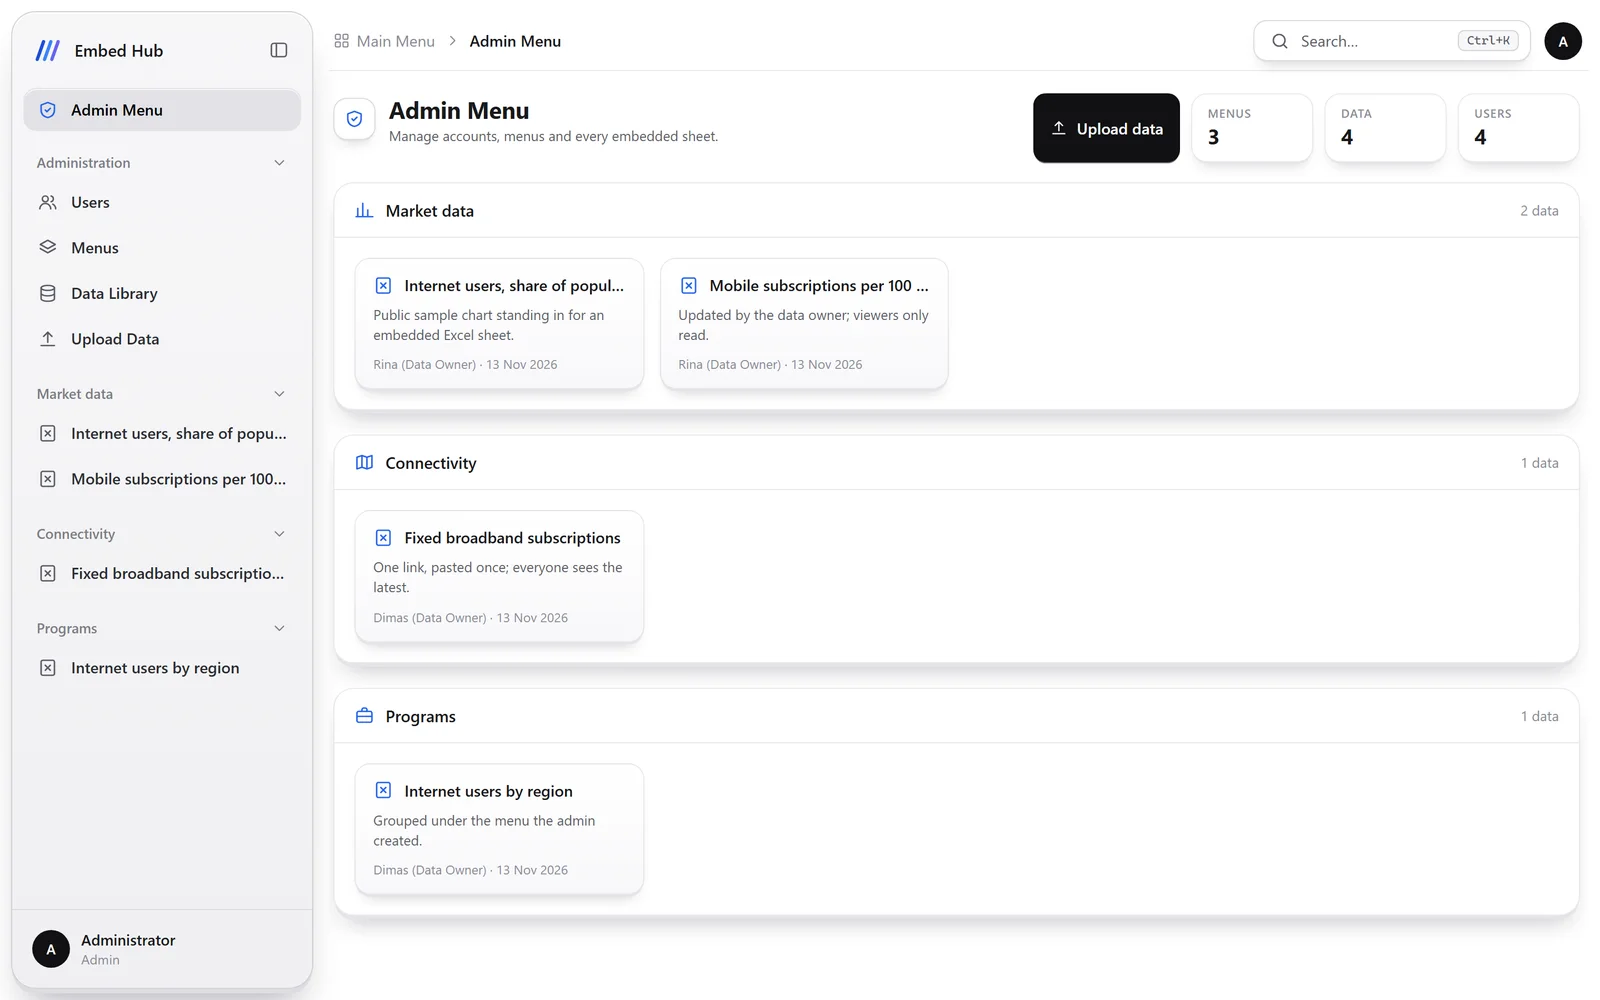 Embed Hub
Admin Menu
Administration
Users
Menus
Data Library
Upload Data
Market data
Internet users, share of popu...
Mobile subscriptions per 100...
Connectivity
Fixed broadband subscriptio...
Programs
Internet users by region
A
Administrator
Admin
Main Menu > Admin Menu
Search...
Ctrl+K
A
Admin Menu
Manage accounts, menus and every embedded sheet.
Upload data
MENUS
3
DATA
4
USERS
4
Market data
2 data
Internet users, share of popul...
Public sample chart standing in for an
embedded Excel sheet.
Rina (Data Owner) · 13 Nov 2026
Mobile subscriptions per 100 ...
Updated by the data owner; viewers only
read.
Rina (Data Owner) · 13 Nov 2026
Connectivity
1 data
Fixed broadband subscriptions
One link, pasted once; everyone sees the
latest.
Dimas (Data Owner) · 13 Nov 2026
Programs
1 data
Internet users by region
Grouped under the menu the admin
created.
Dimas (Data Owner) · 13 Nov 2026